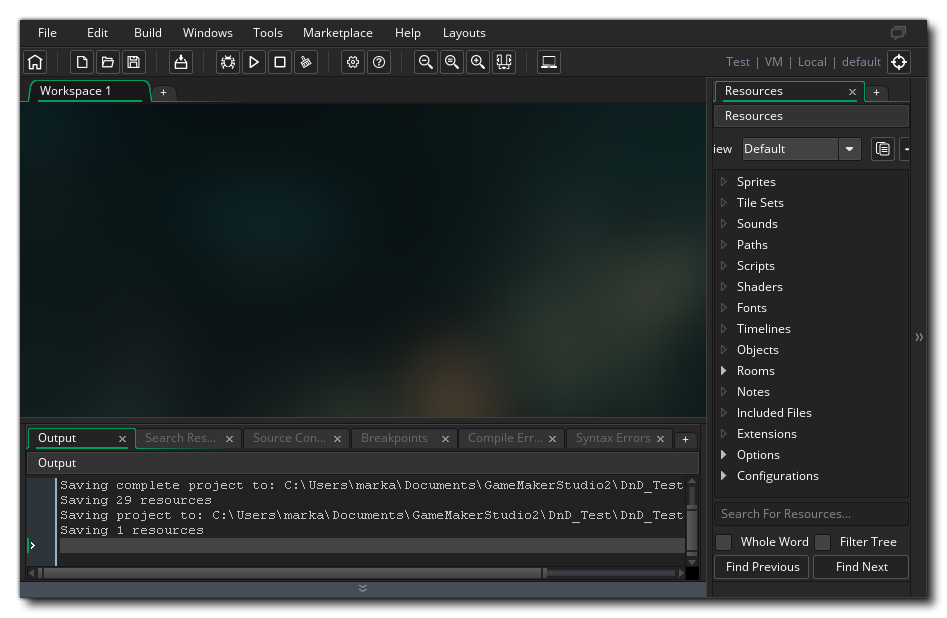 File Edit Build Windows Tools Marketplace Help Layouts
Test | VM | Local | default
Workspace 1 +
Resources +
Resources
iew Default
Sprites
Tile Sets
Sounds
Paths
Scripts
Shaders
Fonts
Timelines
Objects
Rooms
Notes
Included Files
Extensions
Options
Configurations
Search For Resources...
Whole Word Filter Tree
Find Previous Find Next
Output Search Res... Source Con... Breakpoints Compile Err... Syntax Errors +
Output
Saving complete project to: C:\Users\marka\Documents\GameMakerStudio2\DnD_Test
Saving 29 resources
Saving project to: C:\Users\marka\Documents\GameMakerStudio2\DnD_Test\DnD_Test
Saving 1 resources